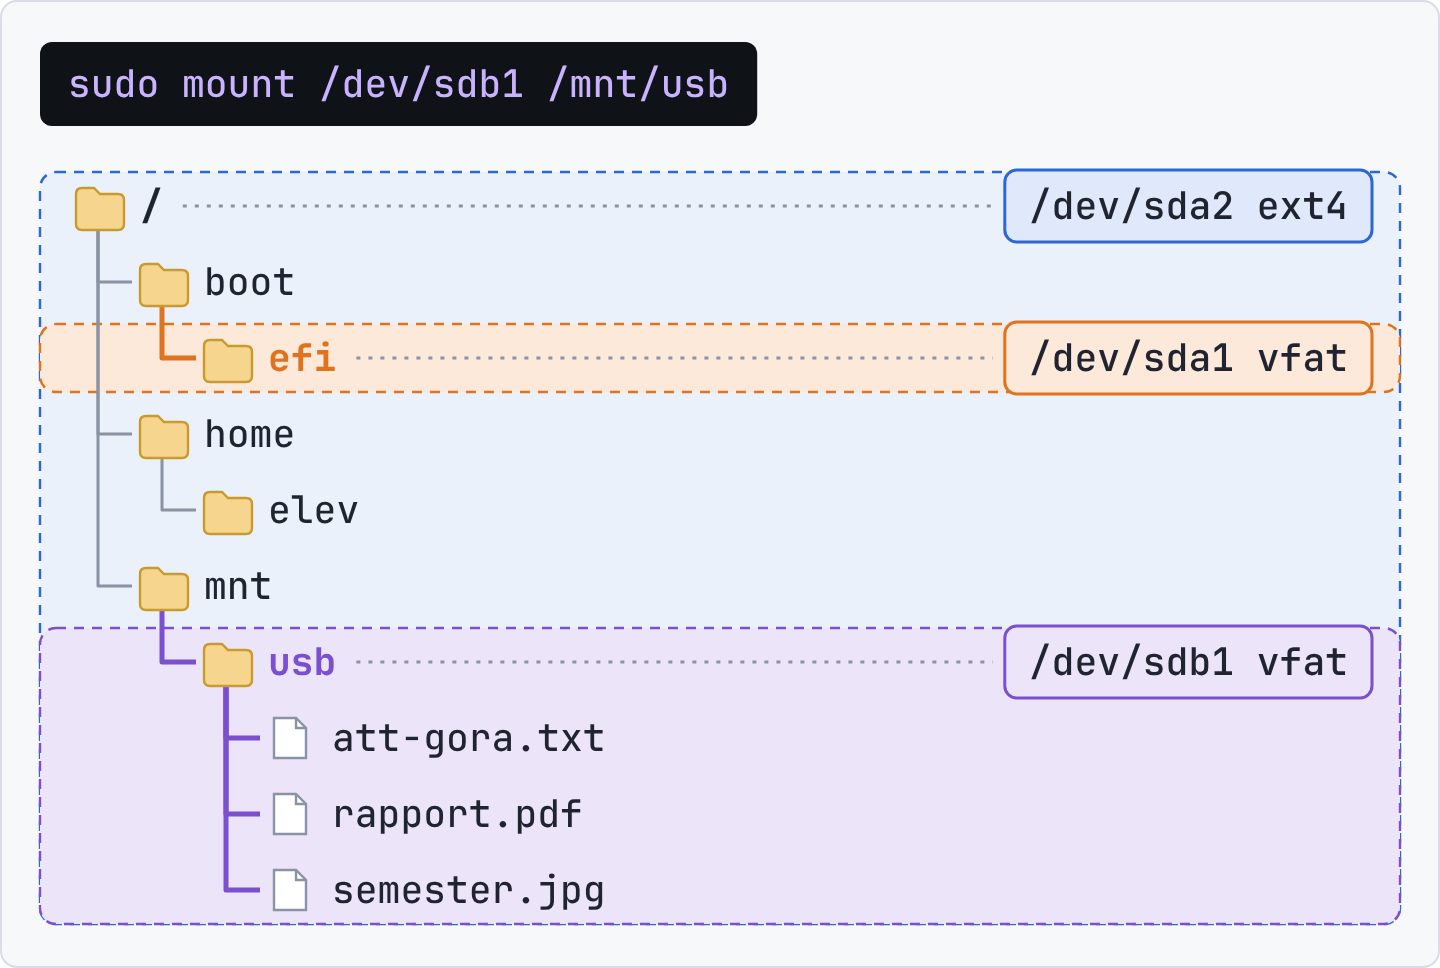 sudo mount /dev/sdb1 /mnt/usb
/ /dev/sda2 ext4
boot
efi /dev/sda1 vfat
home
elev
mnt
usb /dev/sdb1 vfat
att-gora.txt
rapport.pdf
semester.jpg